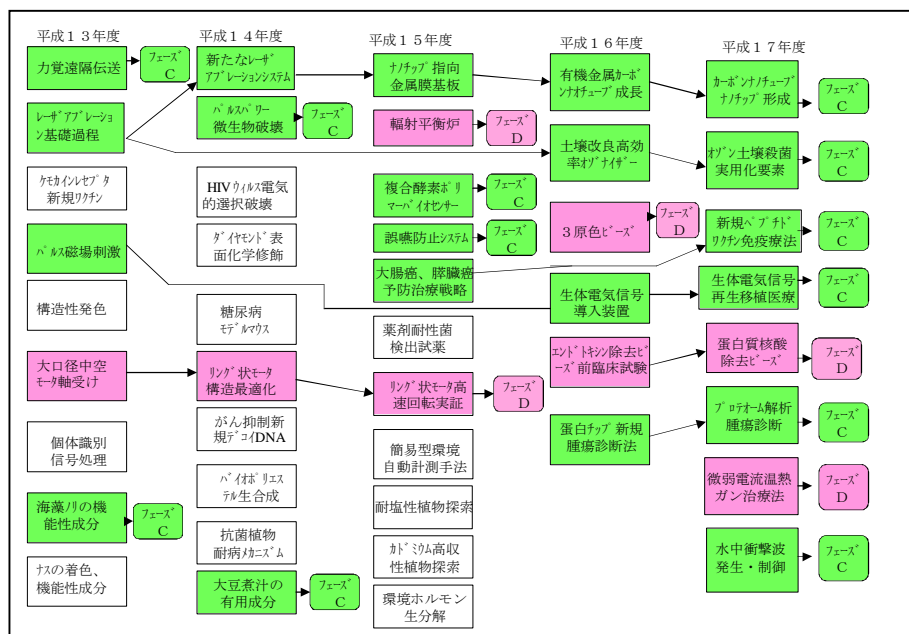 平成１３年度
力覚遠隔伝送
ﾌｪｰｽﾞ
C
ﾚｰｻﾞｱﾌﾞﾚｰｼｮ
ﾝ基礎過程
ｹﾓｶｲﾝﾚｾﾌﾟﾀ
新規ﾜｸﾁﾝ
ﾊﾟﾙｽ磁場刺激
構造性発色
大口径中空
ﾓｰﾀ軸受け
個体識別
信号処理
海藻ﾉﾘの機
能性成分
ﾌｪｰｽﾞ
C
ナスの着色、
機能性成分
平成１４年度
新たなﾚｰｻﾞ
ｱﾌﾞﾚｰｼｮﾝｼｽﾃﾑ
ﾊﾟﾙｽﾊﾟﾜｰ
微生物破壊
ﾌｪｰｽﾞ
C
HIVｳｨﾙｽ電気
的選択破壊
ﾀﾞｲﾔﾓﾝﾄﾞ表
面化学修飾
糖尿病
ﾓﾃﾞﾙﾏｳｽ
ﾘﾝｸﾞ状ﾓｰﾀ
構造最適化
がん抑制新
規ﾃﾞｺｲDNA
ﾊﾞｲｵﾎﾟﾘｴｽ
ﾃﾙ生合成
抗菌植物
耐病ﾒｶﾆｽﾞﾑ
大豆煮汁の
有用成分
ﾌｪｰｽﾞ
C
平成１５年度
ﾅﾉﾁｯﾌﾟ指向
金属膜基板
輻射平衡炉
ﾌｪｰｽﾞ
D
複合酵素ﾎﾟﾘ
マーバイオセンサー
ﾌｪｰｽﾞ
C
誤嚥防止ｼｽﾃﾑ
ﾌｪｰｽﾞ
C
大腸癌、膵臓癌
予防治療戦略
薬剤耐性菌
検出試薬
ﾘﾝｸﾞ状ﾓｰﾀ高
速回転実証
ﾌｪｰｽﾞ
D
簡易型環境
自動計測手法
耐塩性植物探索
ｶﾄﾞﾐｳﾑ高収
性植物探索
環境ホルモン
生分解
平成１６年度
有機金属ｶｰﾎﾞ
ﾝﾅｵﾁｭｰﾌﾞ成長
土壌改良高効
率ｵｿﾞﾅｲｻﾞｰ
３原色ﾋﾞｰｽﾞ
ﾌｪｰｽﾞ
D
生体電気信号
導入装置
ｴﾝﾄﾞﾄｷｼﾝ除去ﾋﾞ
ｰｽﾞ前臨床試験
蛋白ﾁｯﾌﾟ新規
腫瘍診断法
平成１７年度
ｶｰﾎﾞﾝﾅﾉﾁｭｰﾌﾞ
ﾅﾉﾁｯﾌﾟ形成
ﾌｪｰｽﾞ
C
ｵｿﾞﾝ土壌殺菌
実用化要素
ﾌｪｰｽﾞ
C
新規ﾍﾟﾌﾟﾁﾄﾞ
ﾜｸﾁﾝ免疫療法
ﾌｪｰｽﾞ
C
生体電気信号
再生移植医療
ﾌｪｰｽﾞ
C
蛋白質核酸
除去ﾋﾞｰｽﾞ
ﾌｪｰｽﾞ
D
ﾌﾟﾛﾃｵｰﾑ解析
腫瘍診断
ﾌｪｰｽﾞ
C
微弱電流温熱
ガン治療法
ﾌｪｰｽﾞ
D
水中衝撃波
発生・制御
ﾌｪｰｽﾞ
C